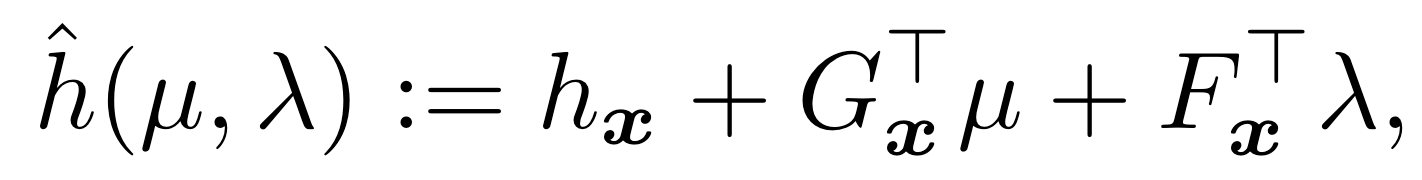 ĥ(μ, λ) := h_𝒙 + G_𝒙^⊤ μ + F_𝒙^⊤ λ,